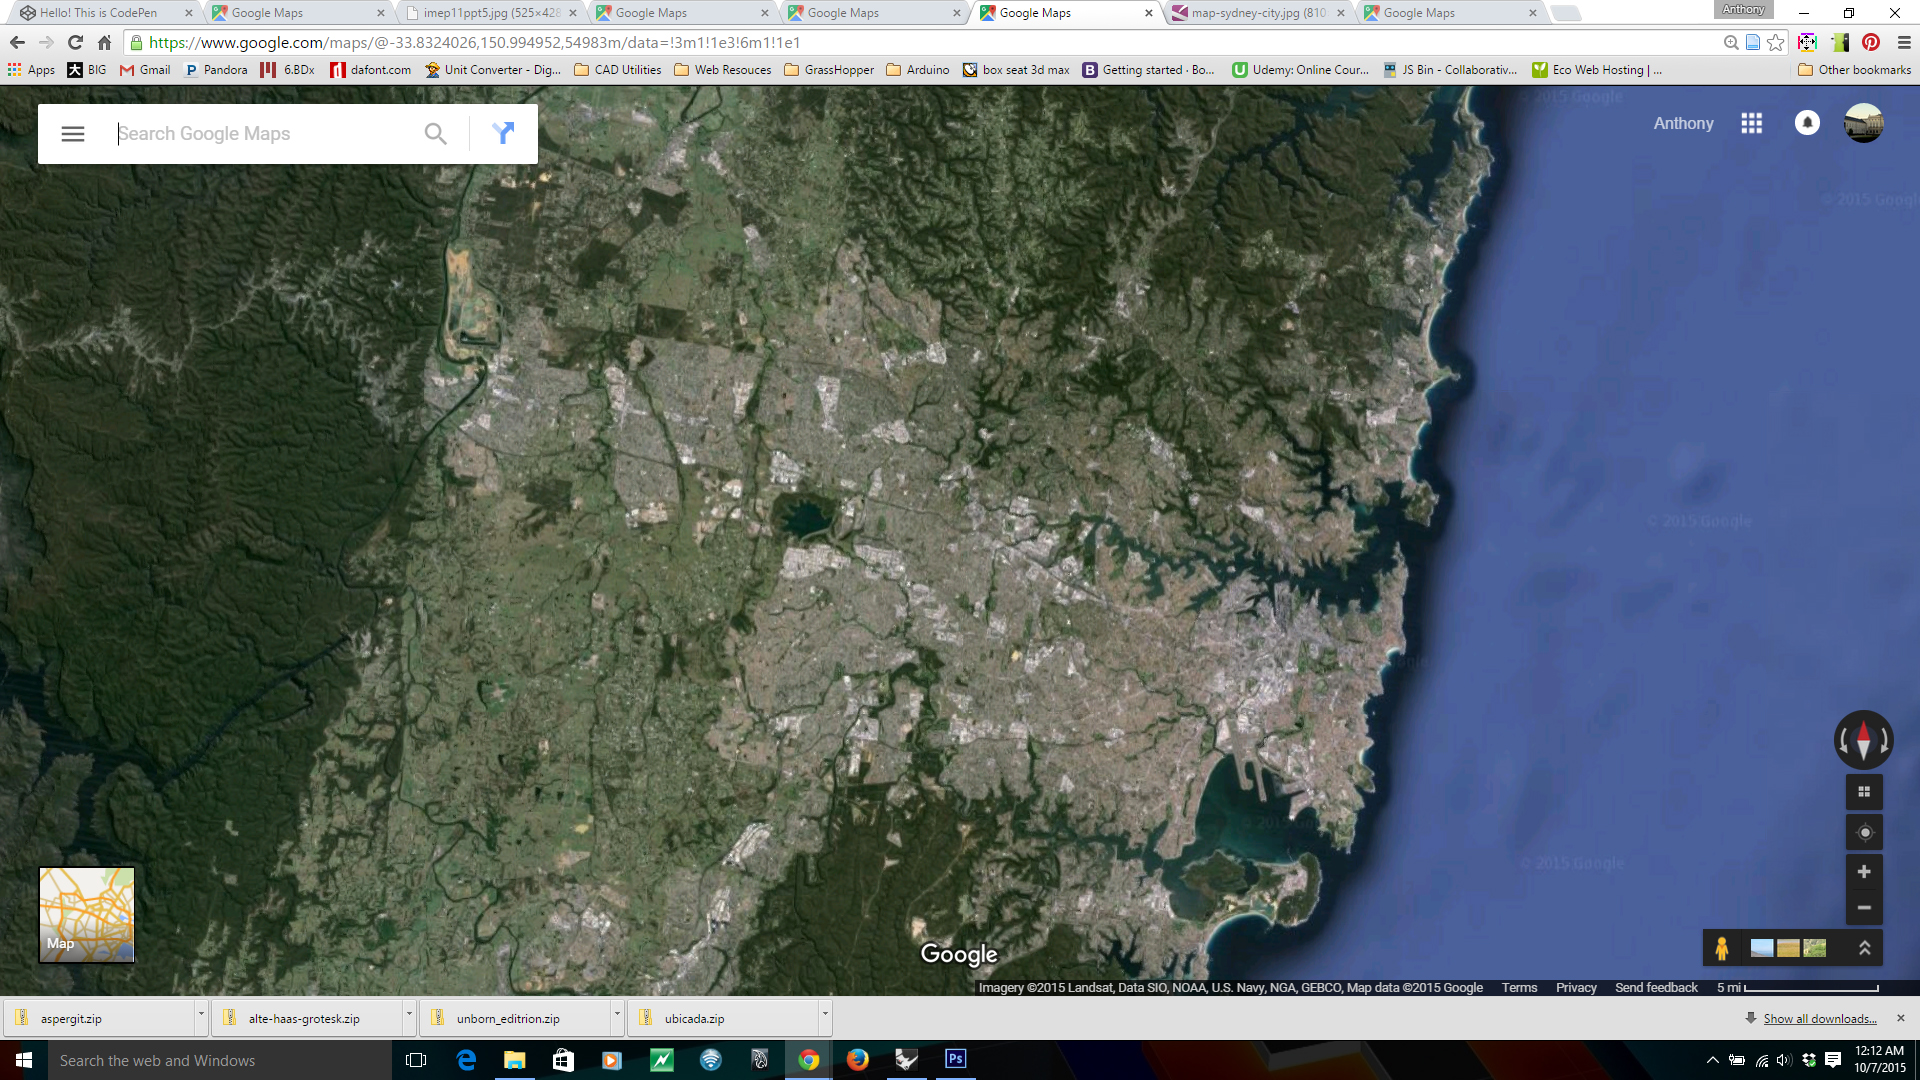 Hello! This is CodePen
Google Maps
imep11ppt5.jpg (525×428
Google Maps
Google Maps
Google Maps
map-sydney-city.jpg (810
Google Maps
Anthony
https://www.google.com/maps/@-33.8324026,150.994952,54983m/data=!3m1!1e3!6m1!1e1
Apps
BIG
Gmail
Pandora
6.BDx
dafont.com
Unit Converter - Dig...
CAD Utilities
Web Resouces
GrassHopper
Arduino
box seat 3d max
Getting started · Bo...
Udemy: Online Cour...
JS Bin - Collaborativ...
Eco Web Hosting | ...
Other bookmarks
© 2015 Google
Search Google Maps
Anthony
© 2015 Google
© 2015 Google
© 2015
© 2015 Google
Map
Google
Imagery ©2015 Landsat, Data SIO, NOAA, U.S. Navy, NGA, GEBCO, Map data ©2015 Google
Terms
Privacy
Send feedback
5 mi
aspergit.zip
alte-haas-grotesk.zip
unborn_editrion.zip
ubicada.zip
Show all downloads...
Search the web and Windows
Ps
12:12 AM
10/7/2015